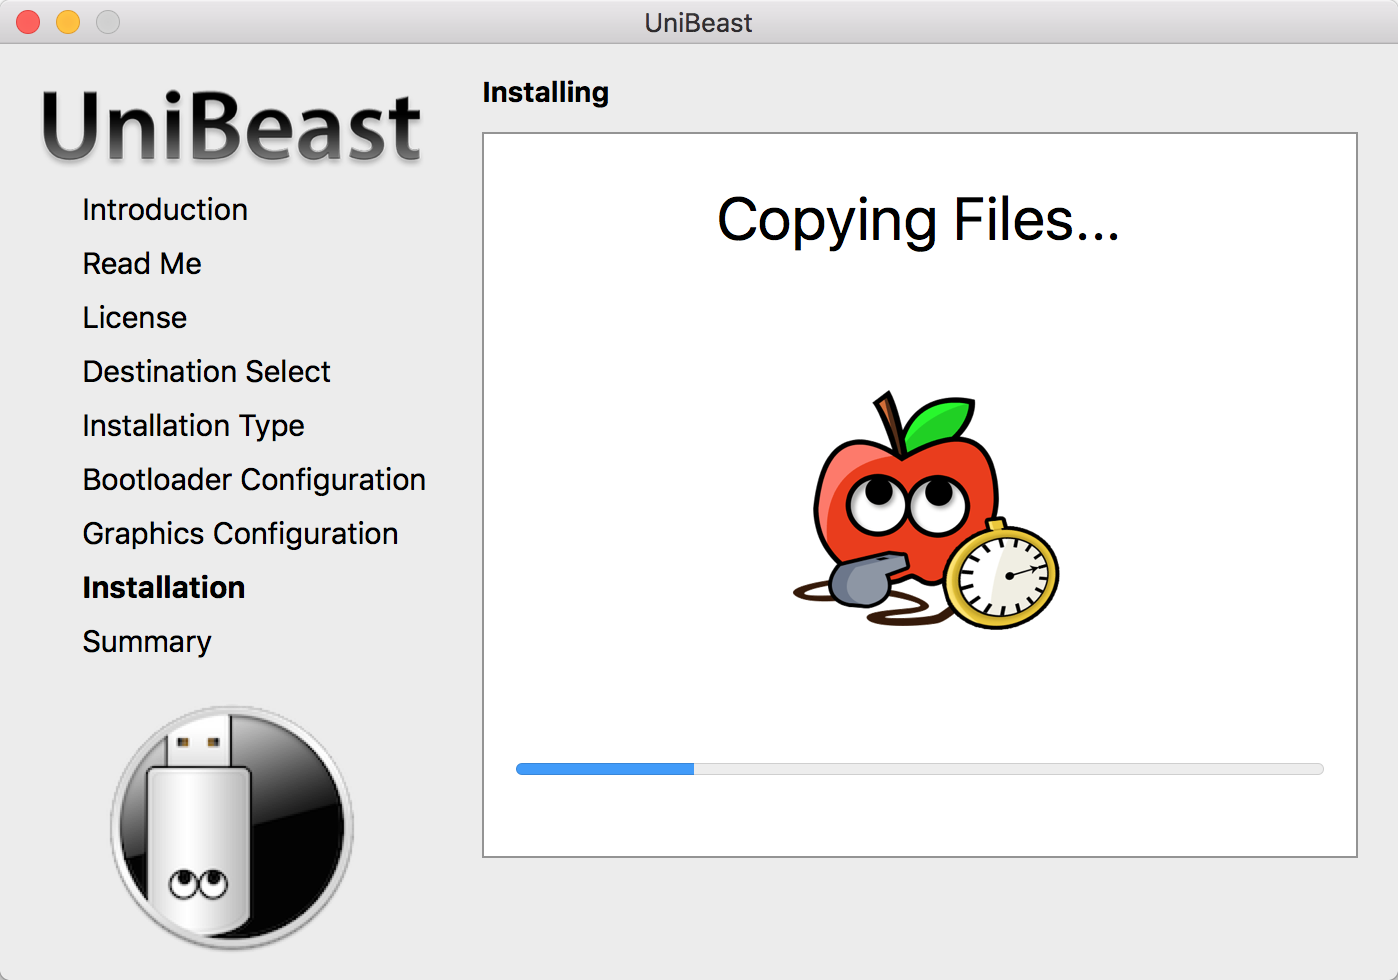 UniBeast
UniBeast
Introduction
Read Me
License
Destination Select
Installation Type
Bootloader Configuration
Graphics Configuration
Installation
Summary
Installing
Copying Files...